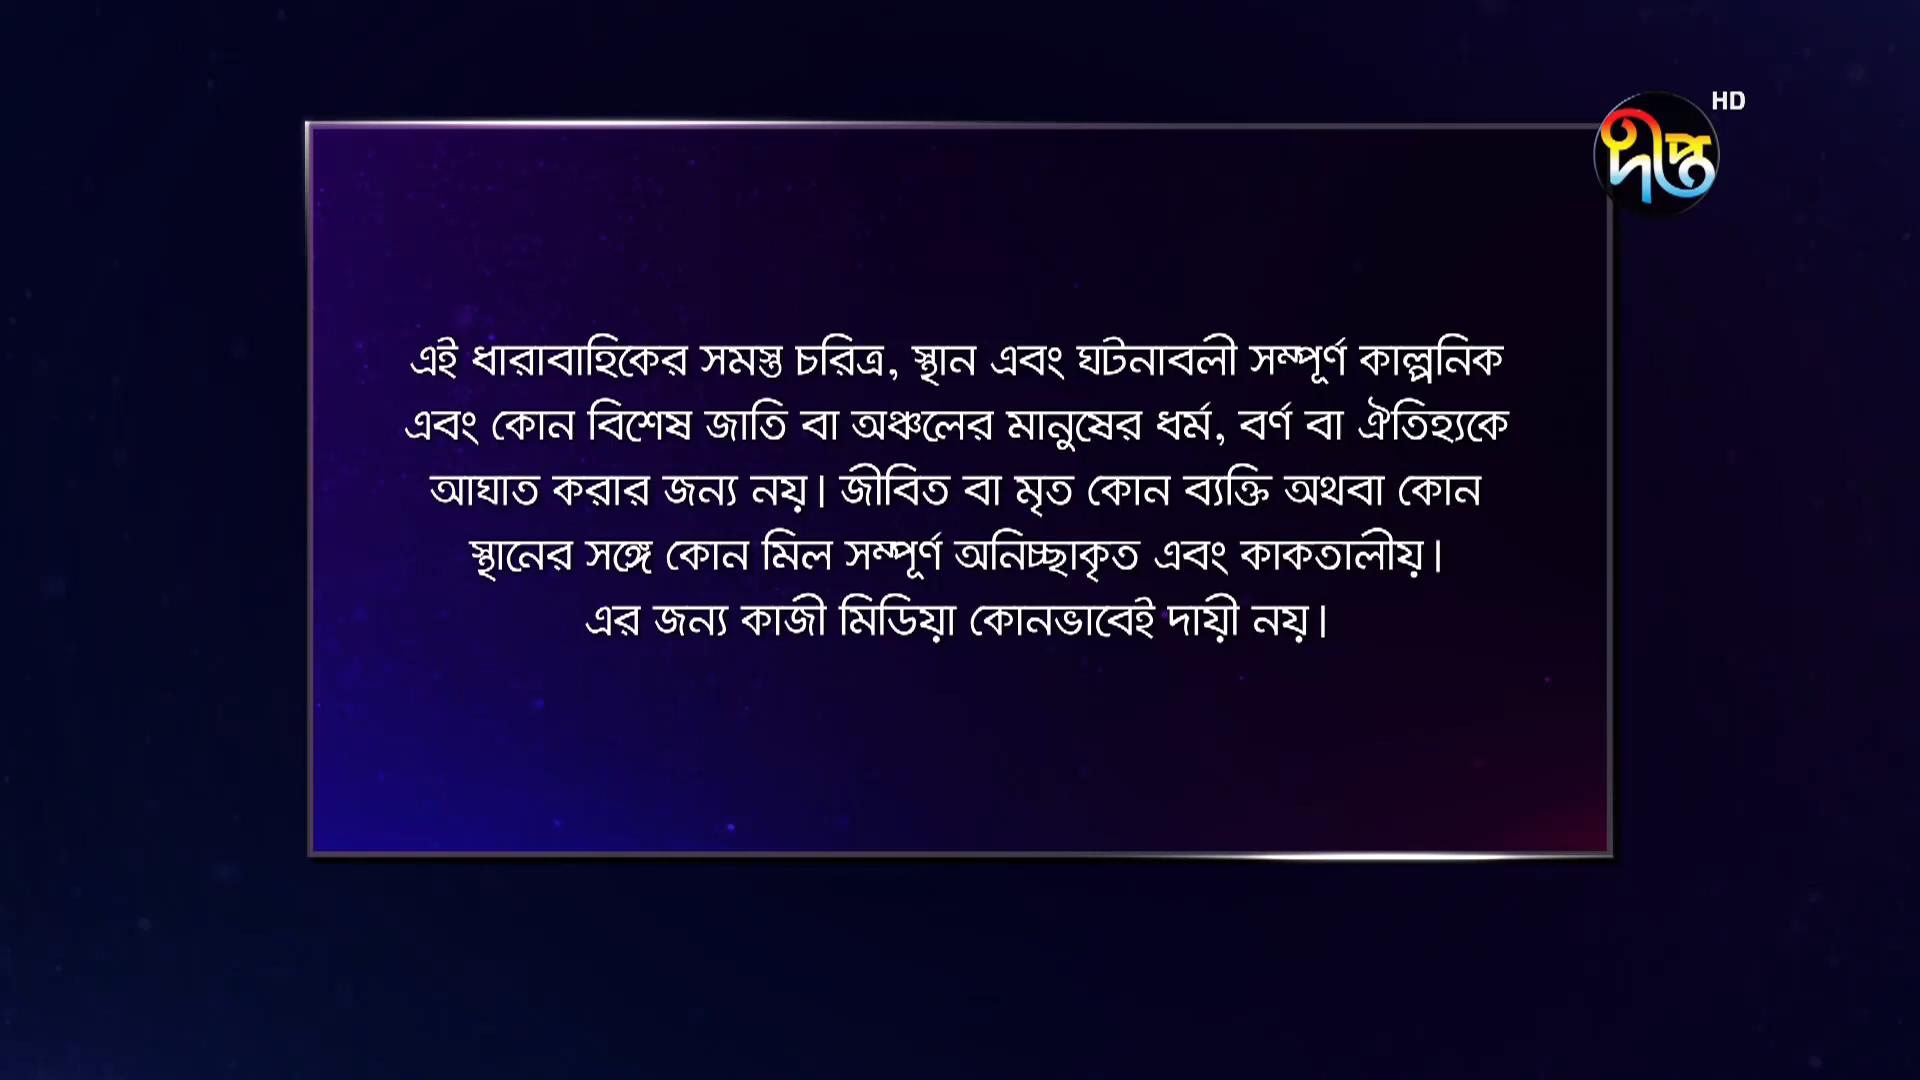 HD
দীপ্ত
এই ধারাবাহিকের সমস্ত চরিত্র, স্থান এবং ঘটনাবলী সম্পূর্ণ কাল্পনিক
এবং কোন বিশেষ জাতি বা অঞ্চলের মানুষের ধর্ম, বর্ণ বা ঐতিহ্যকে
আঘাত করার জন্য নয়। জীবিত বা মৃত কোন ব্যক্তি অথবা কোন
স্থানের সঙ্গে কোন মিল সম্পূর্ণ অনিচ্ছাকৃত এবং কাকতালীয়।
এর জন্য কাজী মিডিয়া কোনভাবেই দায়ী নয়।